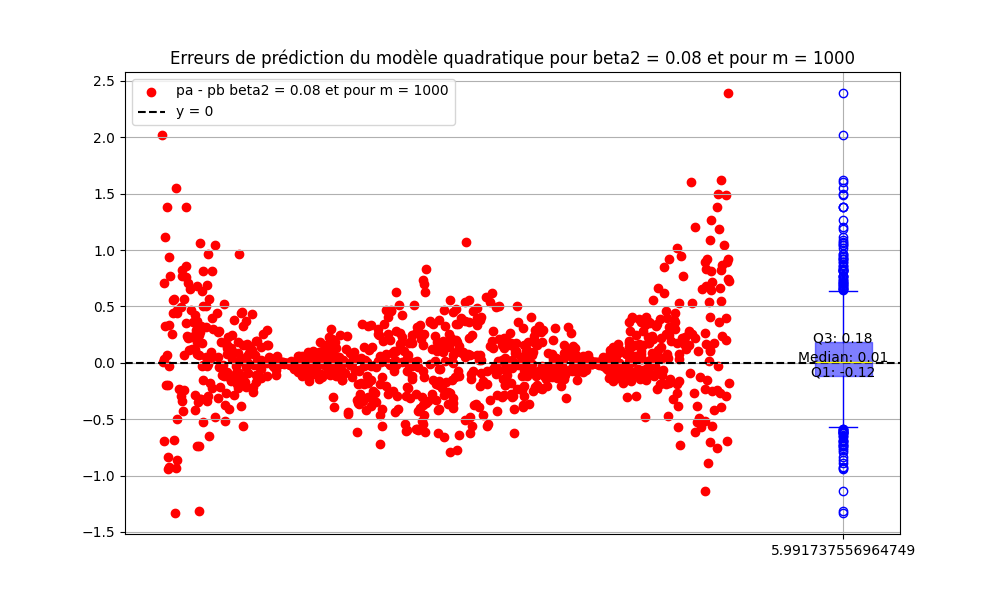 Erreurs de prédiction du modèle quadratique pour beta2 = 0.08 et pour m = 1000
pa - pb beta2 = 0.08 et pour m = 1000
y = 0
2.5
2.0
1.5
1.0
0.5
0.0
−0.5
−1.0
−1.5
Q3: 0.18
Median: 0.01
Q1: -0.12
5.991737556964749